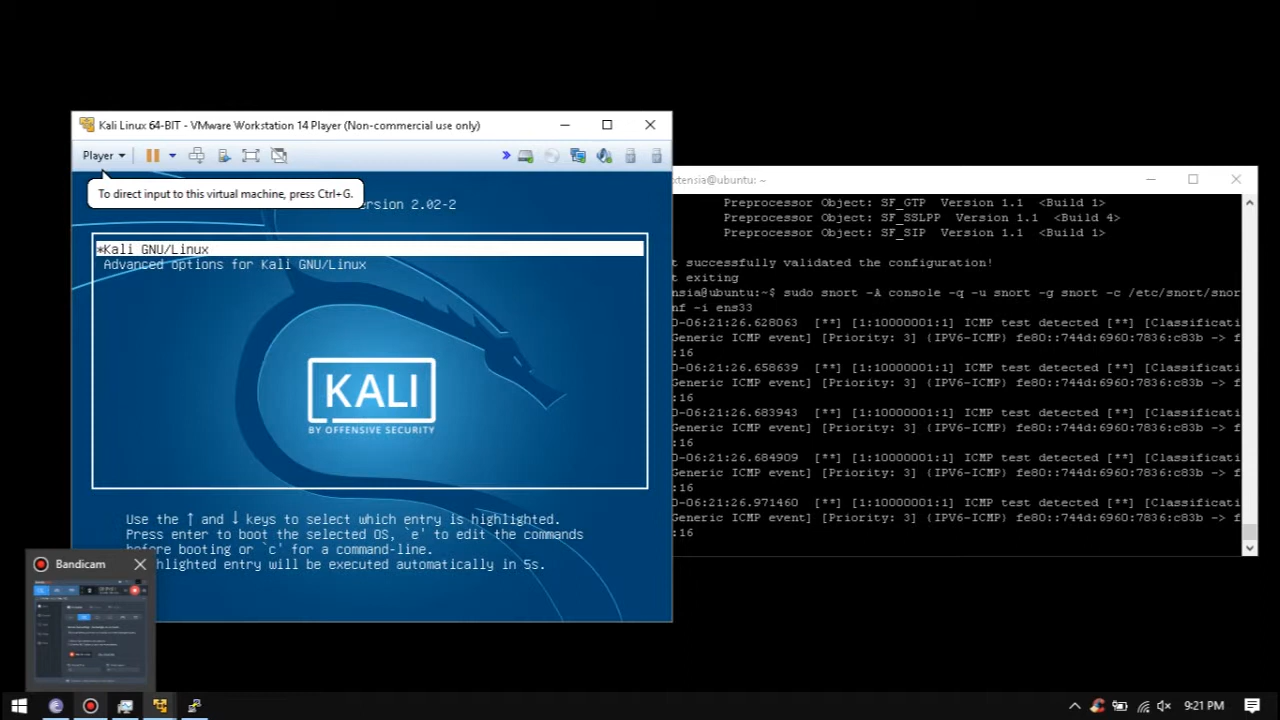 Kali Linux 64-BIT - VMware Workstation 14 Player (Non-commercial use only)
Player
To direct input to this virtual machine, press Ctrl+G.
ersion 2.02-2
*Kali GNU/Linux
Advanced options for Kali GNU/Linux
KALI
BY OFFENSIVE SECURITY
Use the ↑ and ↓ keys to select which entry is highlighted.
Press enter to boot the selected OS, `e' to edit the commands
before booting or `c' for a command-line.
hlighted entry will be executed automatically in 5s.
xtensia@ubuntu: ~
Preprocessor Object: SF_GTP Version 1.1 <Build 1>
Preprocessor Object: SF_SSLPP Version 1.1 <Build 4>
Preprocessor Object: SF_SIP Version 1.1 <Build 1>
t successfully validated the configuration!
t exiting
nsia@ubuntu:~$ sudo snort -A console -q -u snort -g snort -c /etc/snort/snor
nf -i ens33
0-06:21:26.628063 [**] [1:10000001:1] ICMP test detected [**] [Classificati
Generic ICMP event] [Priority: 3] {IPV6-ICMP} fe80::744d:6960:7836:c83b -> f
:16
0-06:21:26.658639 [**] [1:10000001:1] ICMP test detected [**] [Classificati
Generic ICMP event] [Priority: 3] {IPV6-ICMP} fe80::744d:6960:7836:c83b -> f
:16
0-06:21:26.683943 [**] [1:10000001:1] ICMP test detected [**] [Classificati
Generic ICMP event] [Priority: 3] {IPV6-ICMP} fe80::744d:6960:7836:c83b -> f
:16
0-06:21:26.684909 [**] [1:10000001:1] ICMP test detected [**] [Classificati
Generic ICMP event] [Priority: 3] {IPV6-ICMP} fe80::744d:6960:7836:c83b -> f
:16
0-06:21:26.971460 [**] [1:10000001:1] ICMP test detected [**] [Classificati
Generic ICMP event] [Priority: 3] {IPV6-ICMP} fe80::744d:6960:7836:c83b -> f
:16
Bandicam
9:21 PM